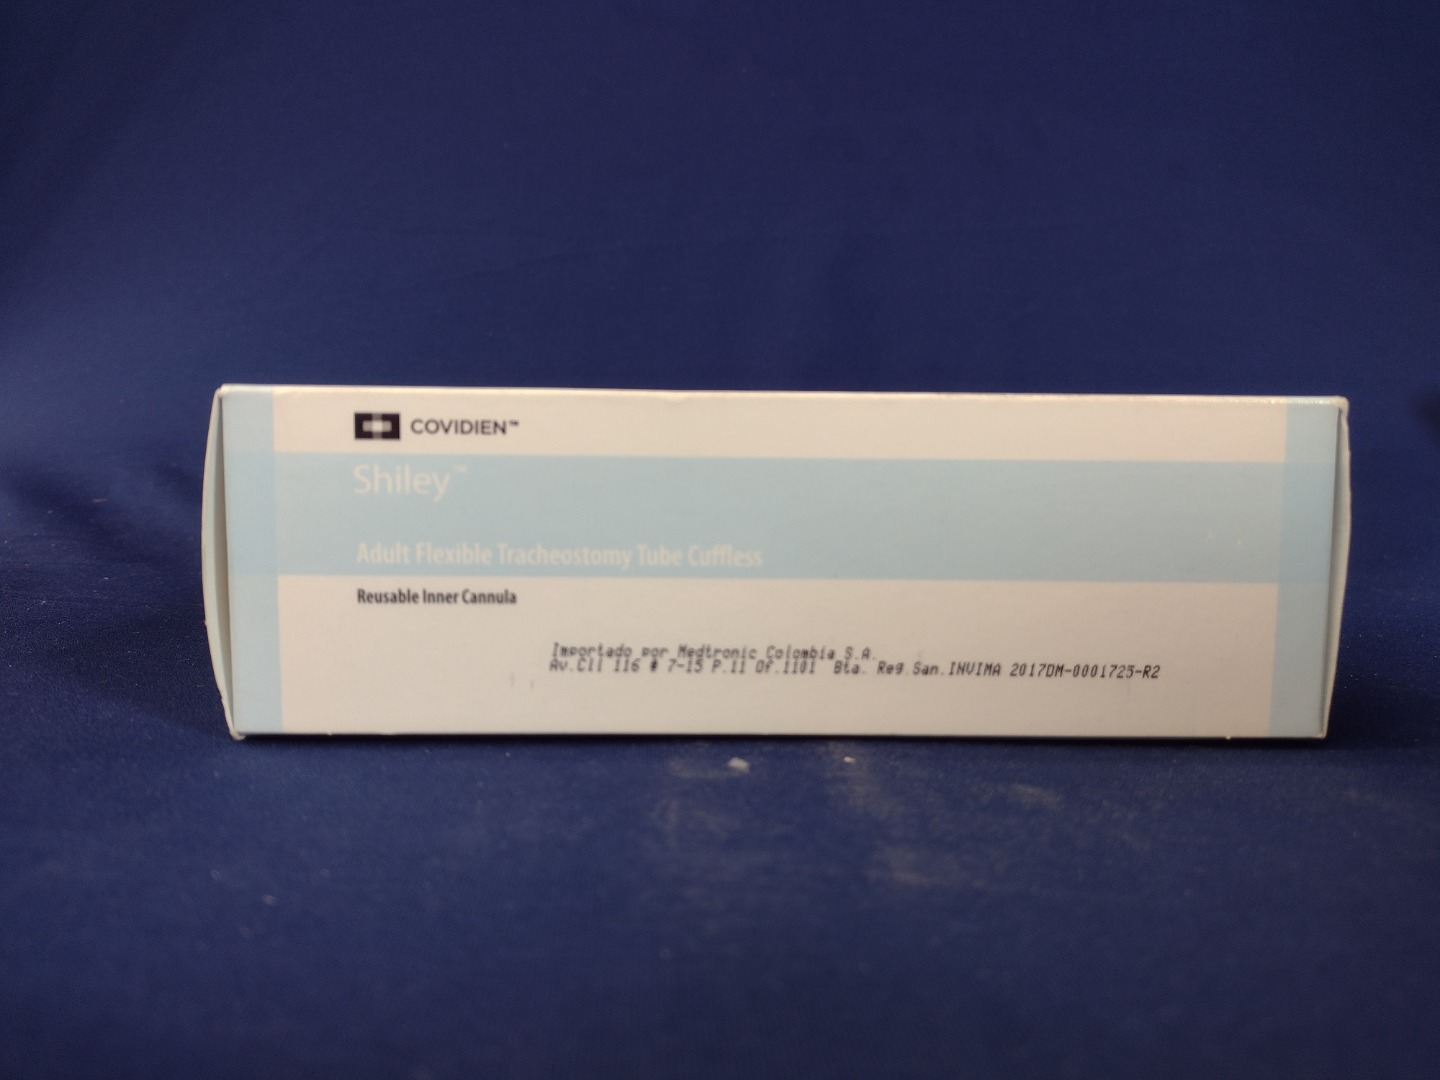 COVIDIEN™
Shiley™
Adult Flexible Tracheostomy Tube Cuffless
Reusable Inner Cannula
Importado por Medtronic Colombia S.A.
Av.Cll 116 # 7-15 P.11 Of.1101 Bta. Reg.San.INVIMA 2017DM-0001725-R2